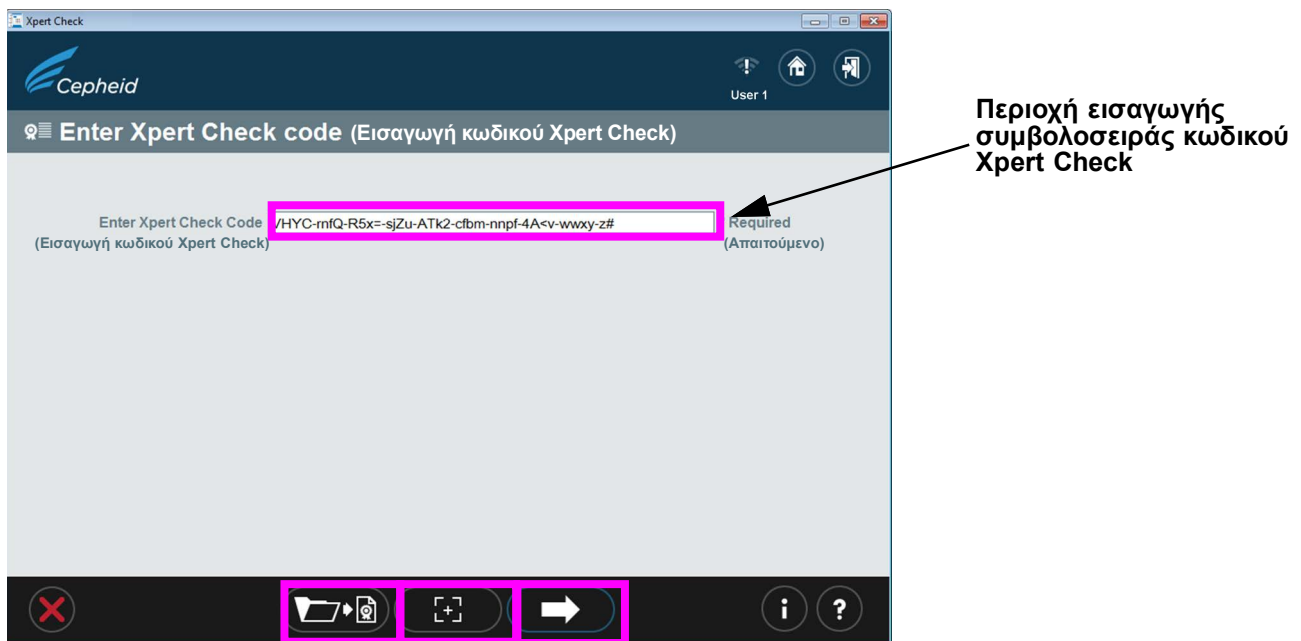 Xpert Check
Cepheid
User 1
Enter Xpert Check code (Εισαγωγή κωδικού Xpert Check)
Περιοχή εισαγωγής
συμβολοσειράς κωδικού
Xpert Check
Enter Xpert Check Code VHYC-rnfQ-R5x=-sjZu-ATk2-cfbm-nnpf-4A<v-wwxy-z# Required
(Εισαγωγή κωδικού Xpert Check) (Απαιτούμενο)
i ?